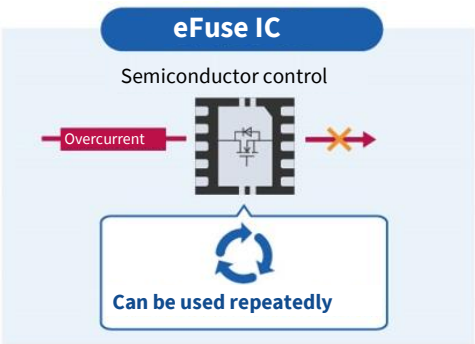 eFuse IC
Semiconductor control
Overcurrent
Can be used repeatedly